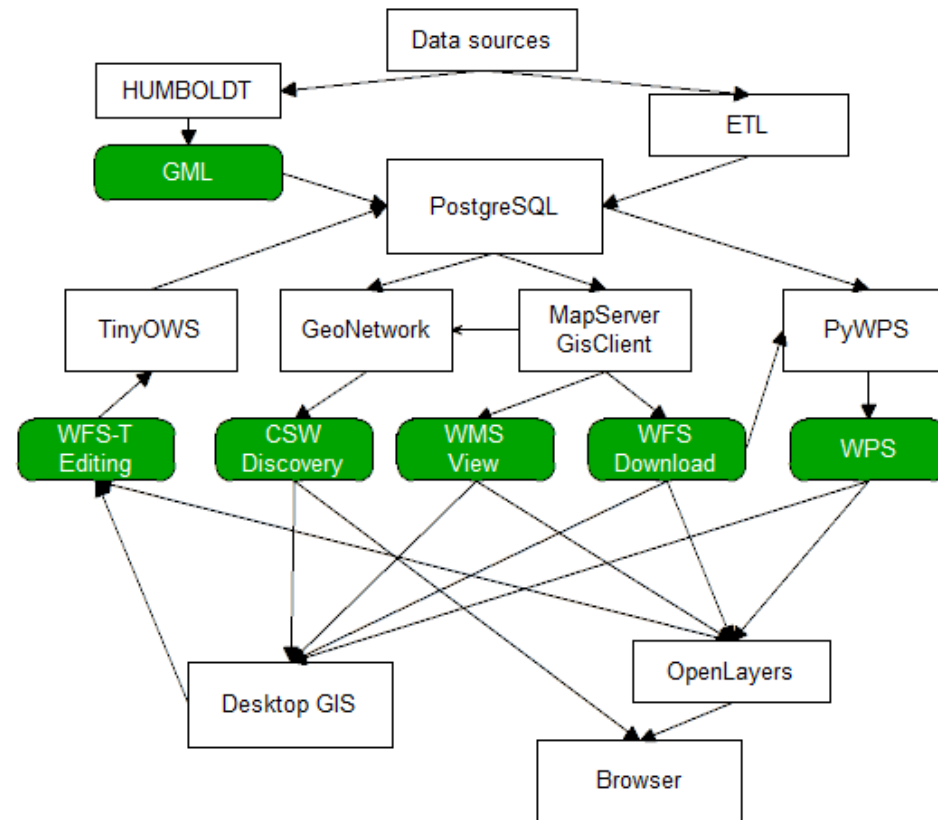 Data sources
HUMBOLDT
ETL
GML
PostgreSQL
TinyOWS
GeoNetwork
MapServer
GisClient
PyWPS
WFS-T
Editing
CSW
Discovery
WMS
View
WFS
Download
WPS
Desktop GIS
OpenLayers
Browser